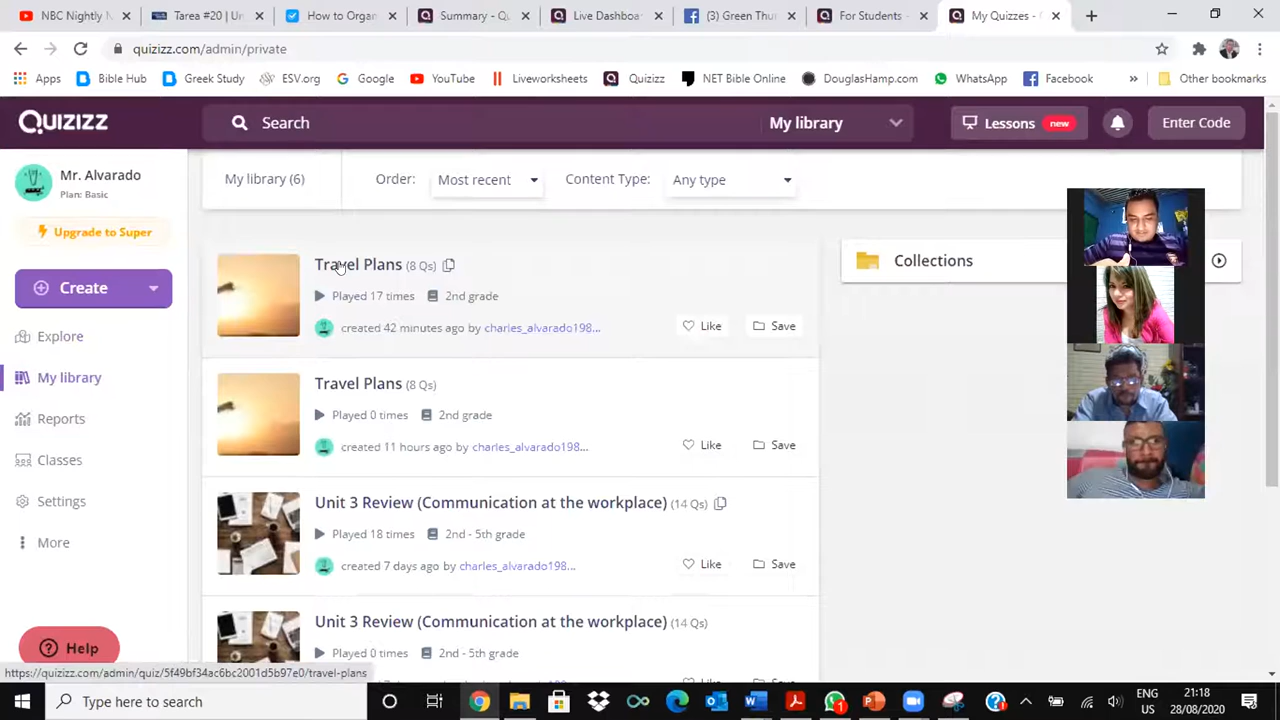 NBC Nightly N
Tarea #20 | Un
How to Organ
Summary - Qu
Live Dashboa
(3) Green Thu
For Students -
My Quizzes -
quizizz.com/admin/private
Apps
Bible Hub
Greek Study
ESV.org
Google
YouTube
Liveworksheets
Quizizz
NET Bible Online
DouglasHamp.com
WhatsApp
Facebook
»
Other bookmarks
Quizizz
Search
My library
Lessons
new
Enter Code
Mr. Alvarado
Plan: Basic
Upgrade to Super
Create
Explore
My library
Reports
Classes
Settings
More
Help
My library (6)
Order:
Most recent
Content Type:
Any type
Travel Plans (8 Qs)
Played 17 times
2nd grade
created 42 minutes ago by charles_alvarado198...
Like
Save
Travel Plans (8 Qs)
Played 0 times
2nd grade
created 11 hours ago by charles_alvarado198...
Like
Save
Unit 3 Review (Communication at the workplace) (14 Qs)
Played 18 times
2nd - 5th grade
created 7 days ago by charles_alvarado198...
Like
Save
Unit 3 Review (Communication at the workplace) (14 Qs)
Played 0 times
2nd - 5th grade
Collections
https://quizizz.com/admin/quiz/5f49bf34ac6bc2001d5b97e0/travel-plans
Type here to search
ENG
US
21:18
28/08/2020